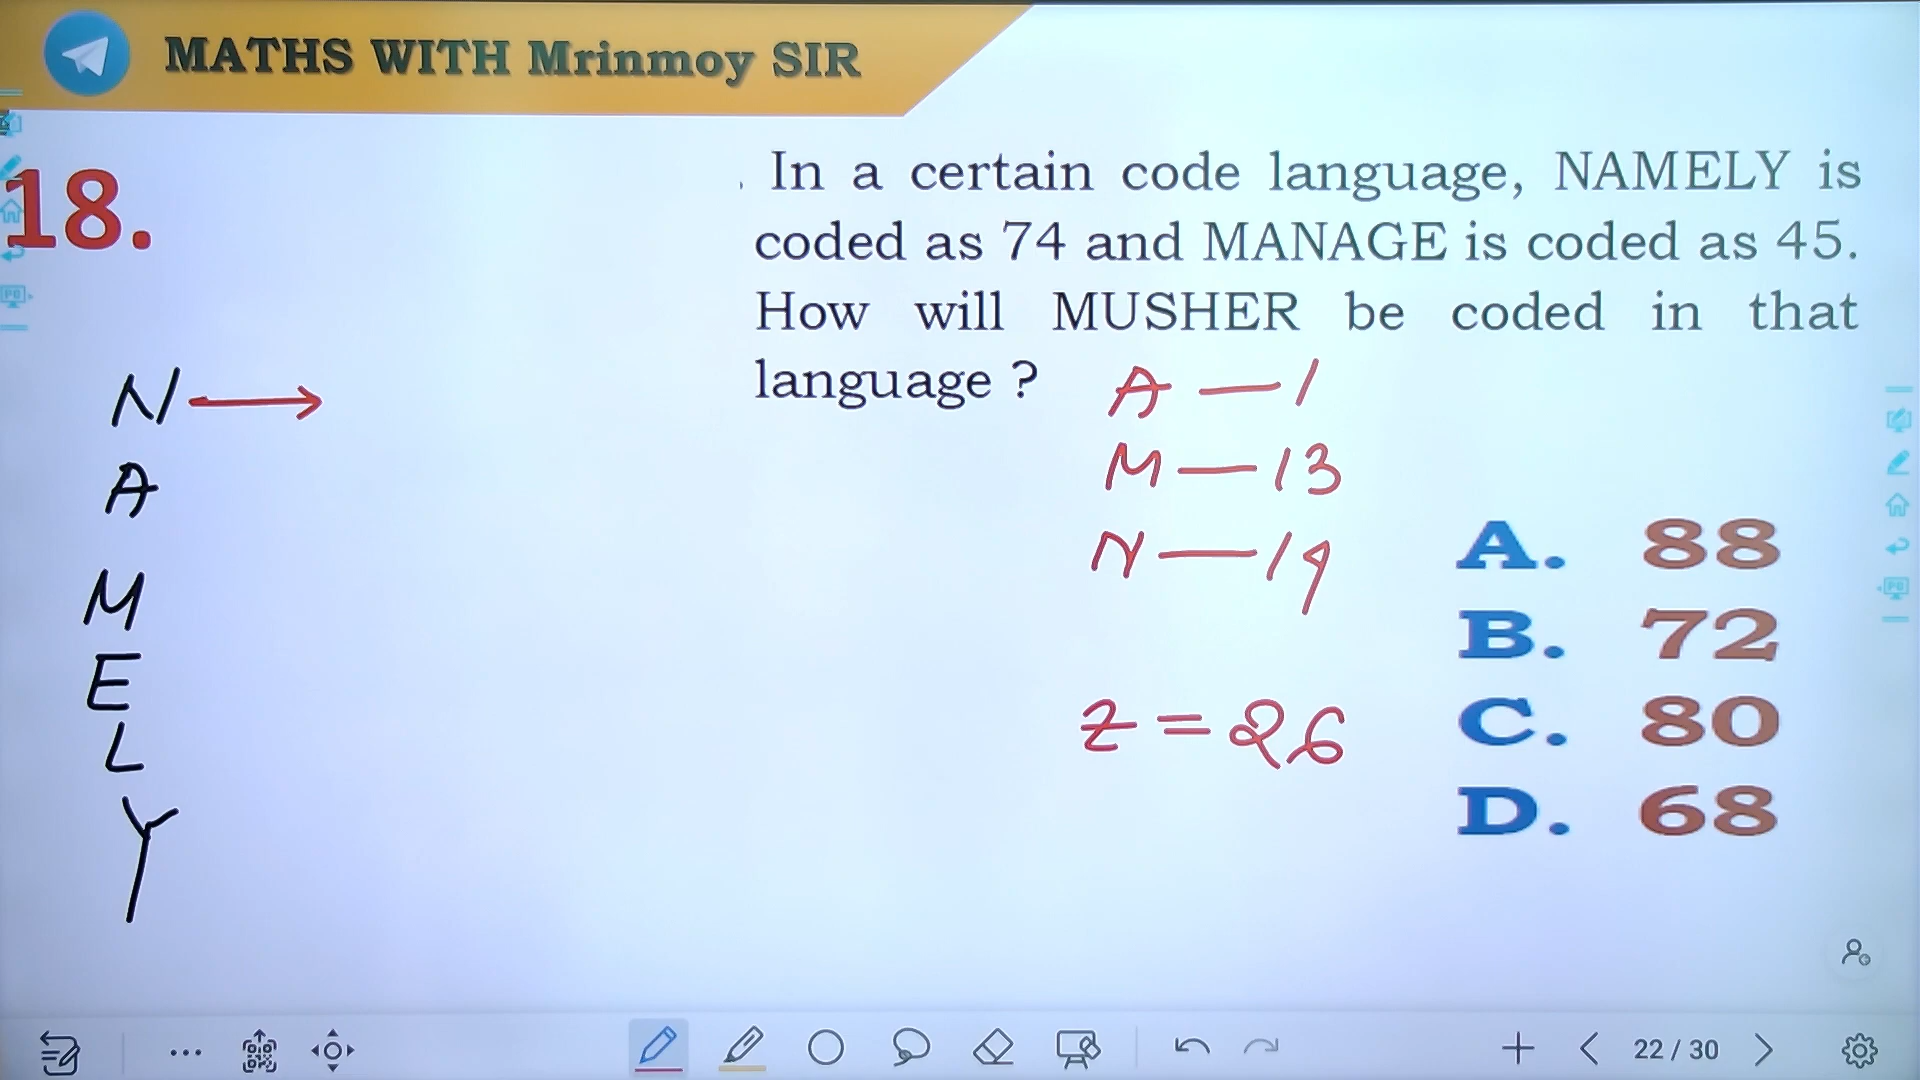 MATHS WITH Mrinmoy SIR
18.
In a certain code language, NAMELY is
coded as 74 and MANAGE is coded as 45.
How will MUSHER be coded in that
language ?
A — 1
M — 13
N — 14
Z = 26
N →
A
M
E
L
Y
A. 88
B. 72
C. 80
D. 68
22 / 30